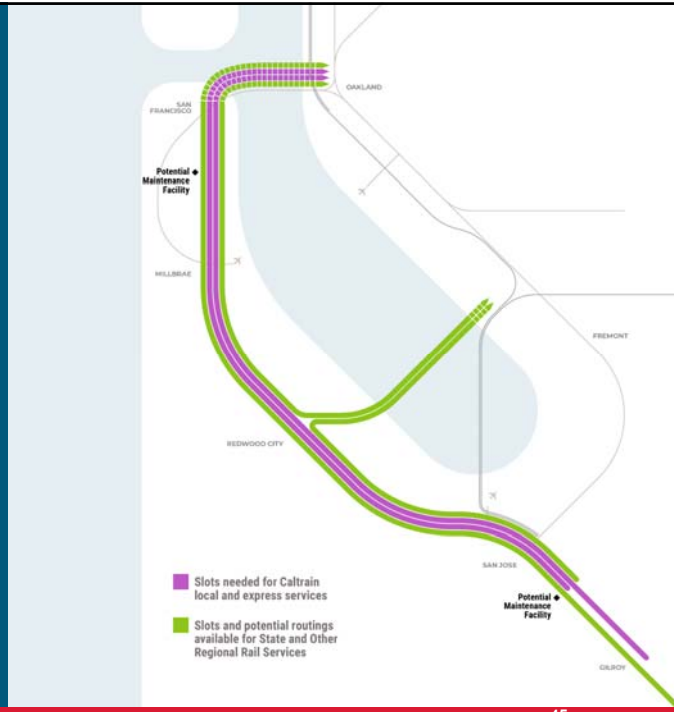 OAKLAND
SAN
FRANCISCO
Potential
Maintenance
Facility
MILLBRAE
FREMONT
REDWOOD CITY
SAN JOSE
Slots needed for Caltrain
local and express services
Potential
Maintenance
Facility
Slots and potential routings
available for State and Other
Regional Rail Services
GILROY